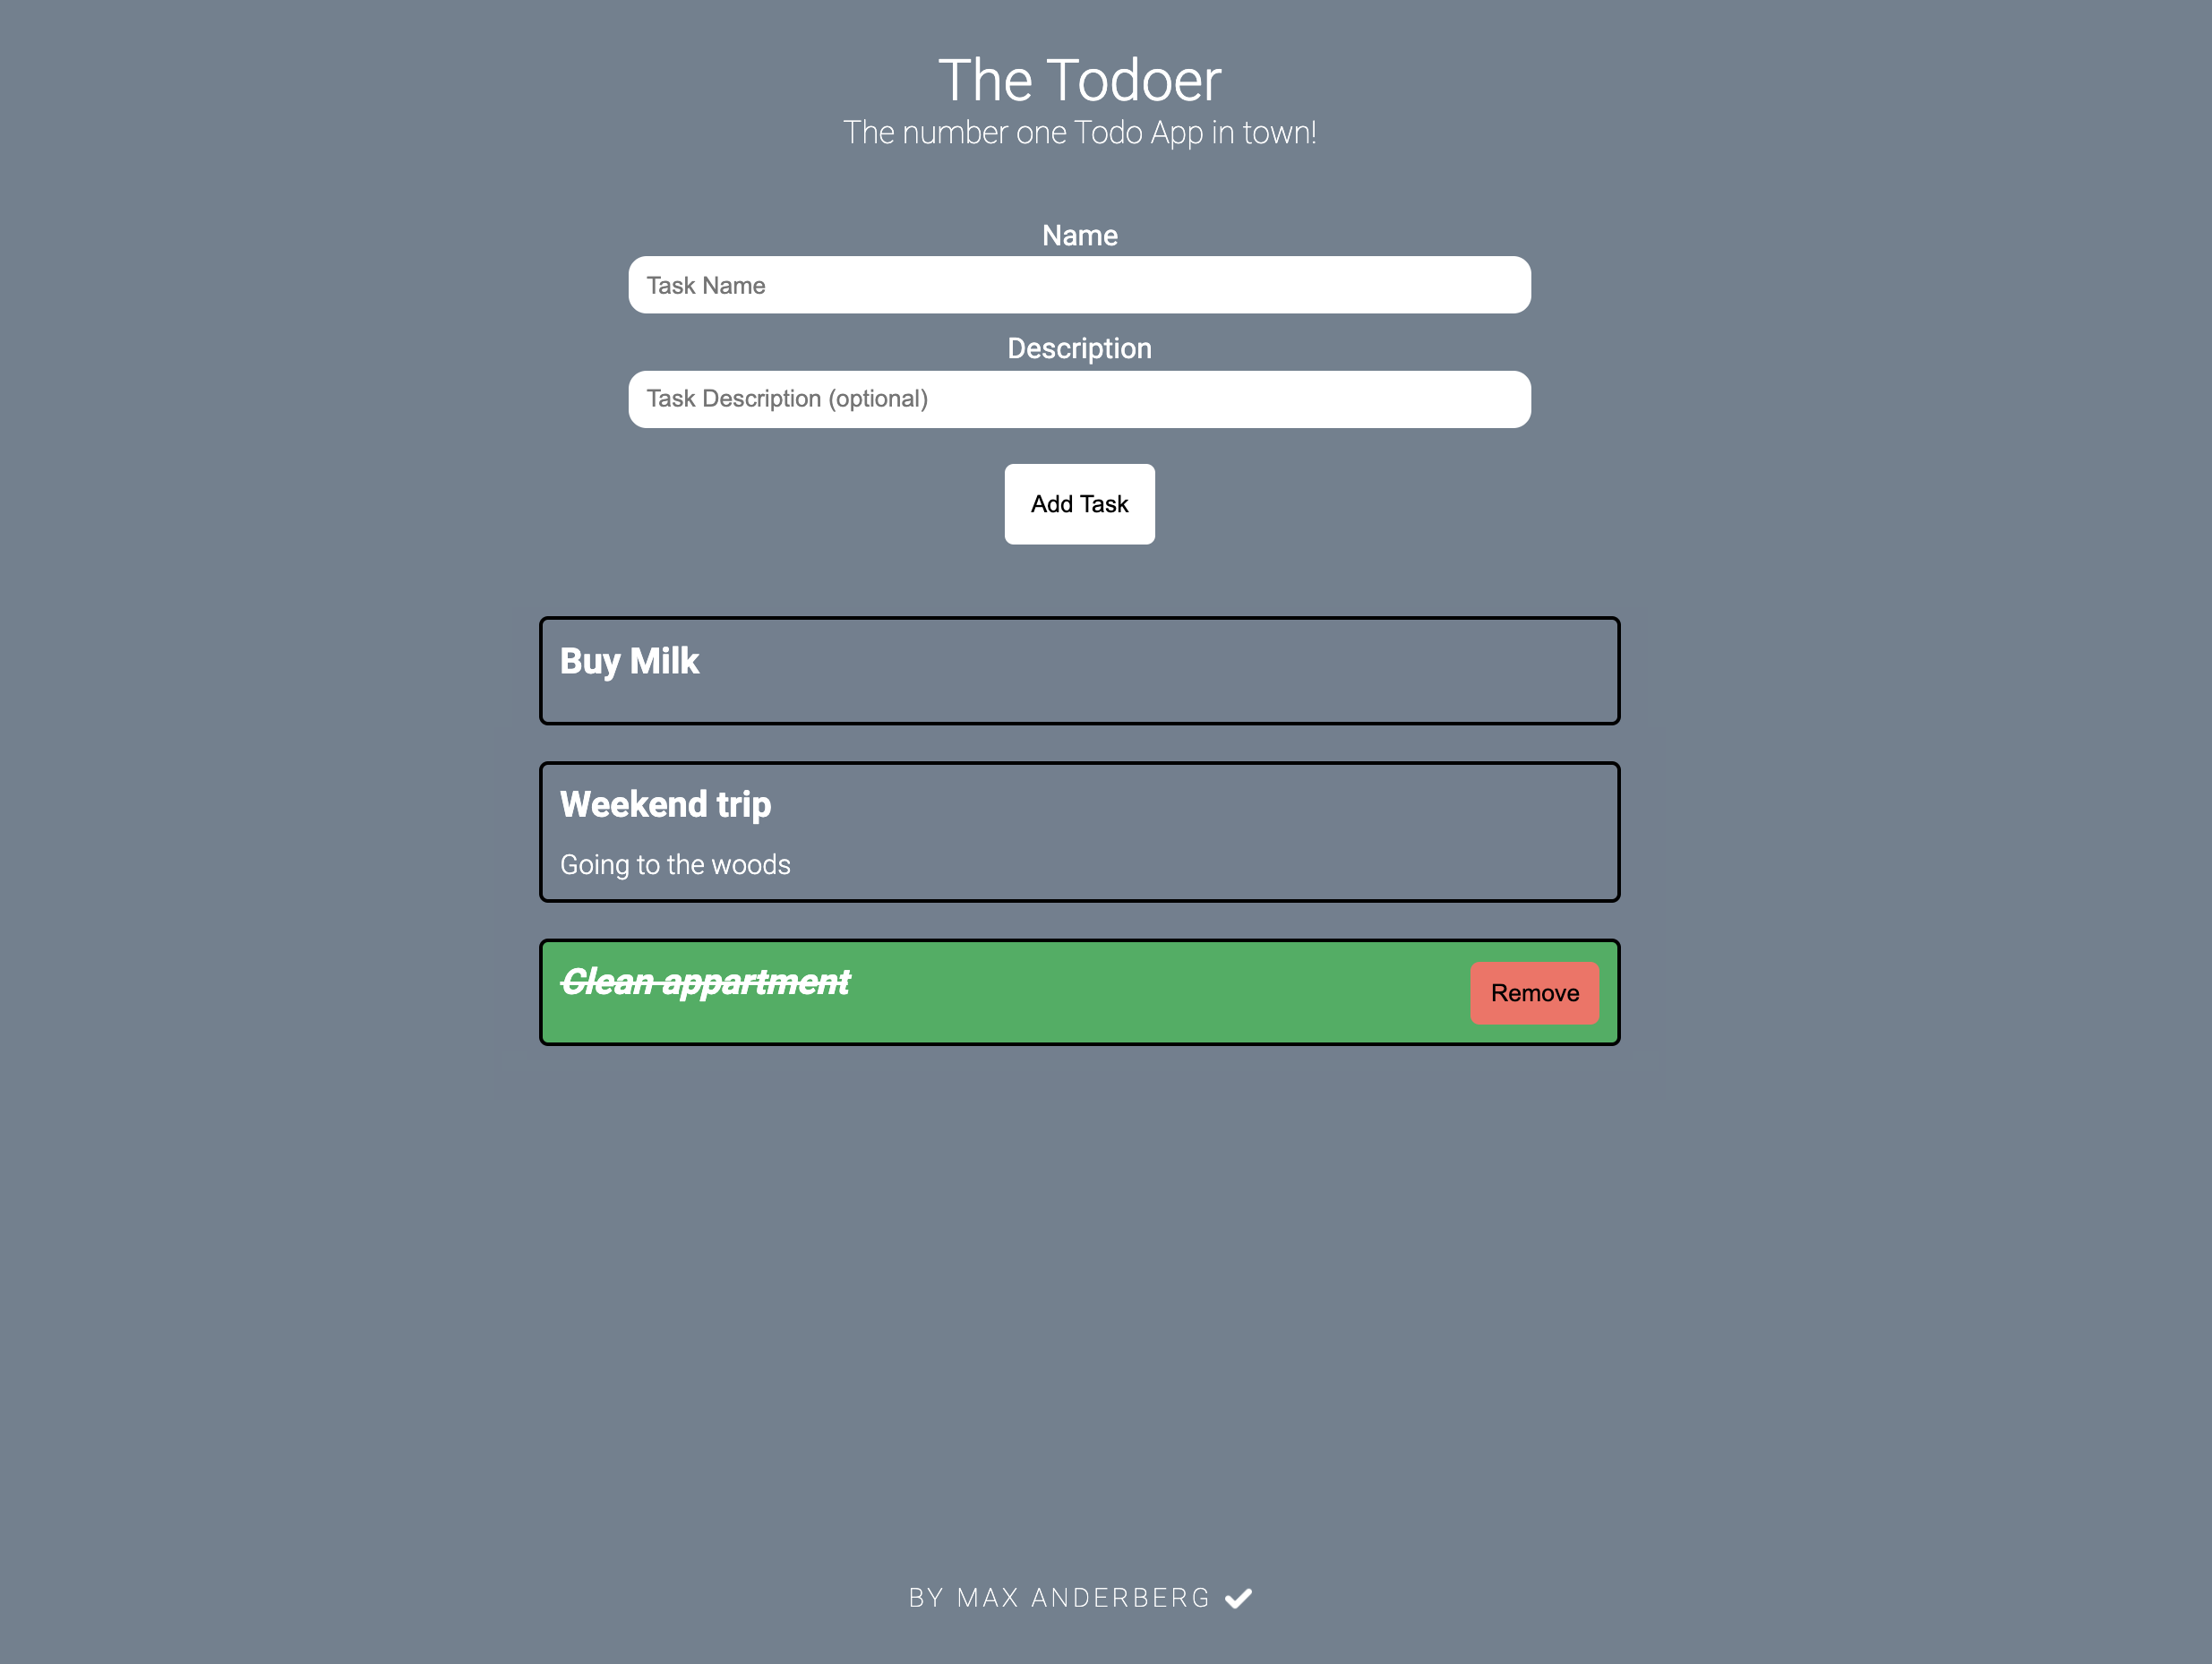 The Todoer
The number one Todo App in town!
Name
Task Name
Description
Task Description (optional)
Add Task
Buy Milk
Weekend trip
Going to the woods
Clean appartment
Remove
BY MAX ANDERBERG